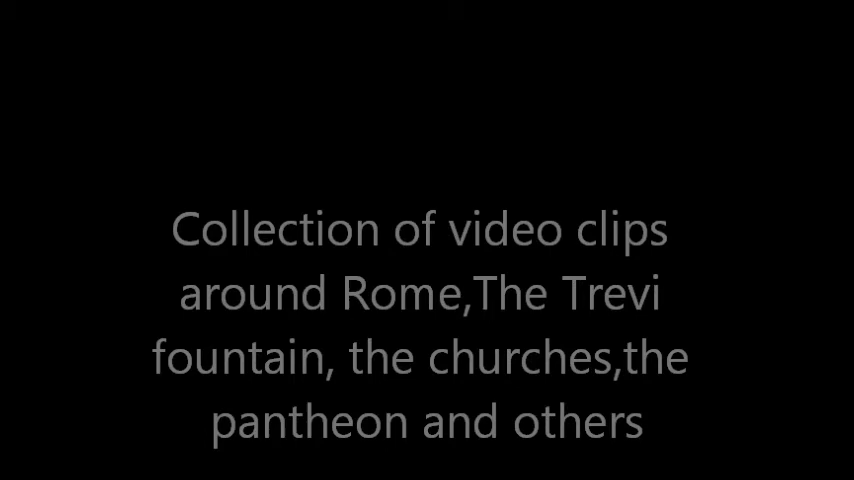 Collection of video clips
around Rome,The Trevi
fountain, the churches,the
pantheon and others